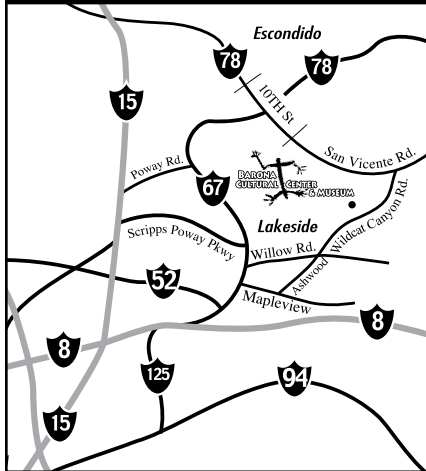 Escondido
78
78
15
10TH St
San Vicente Rd.
Poway Rd.
67
BARONA
CULTURAL CENTER
& MUSEUM
Wildcat Canyon Rd.
Lakeside
Scripps Poway Pkwy
Willow Rd.
Ashwood
52
Mapleview
8
8
125
94
15